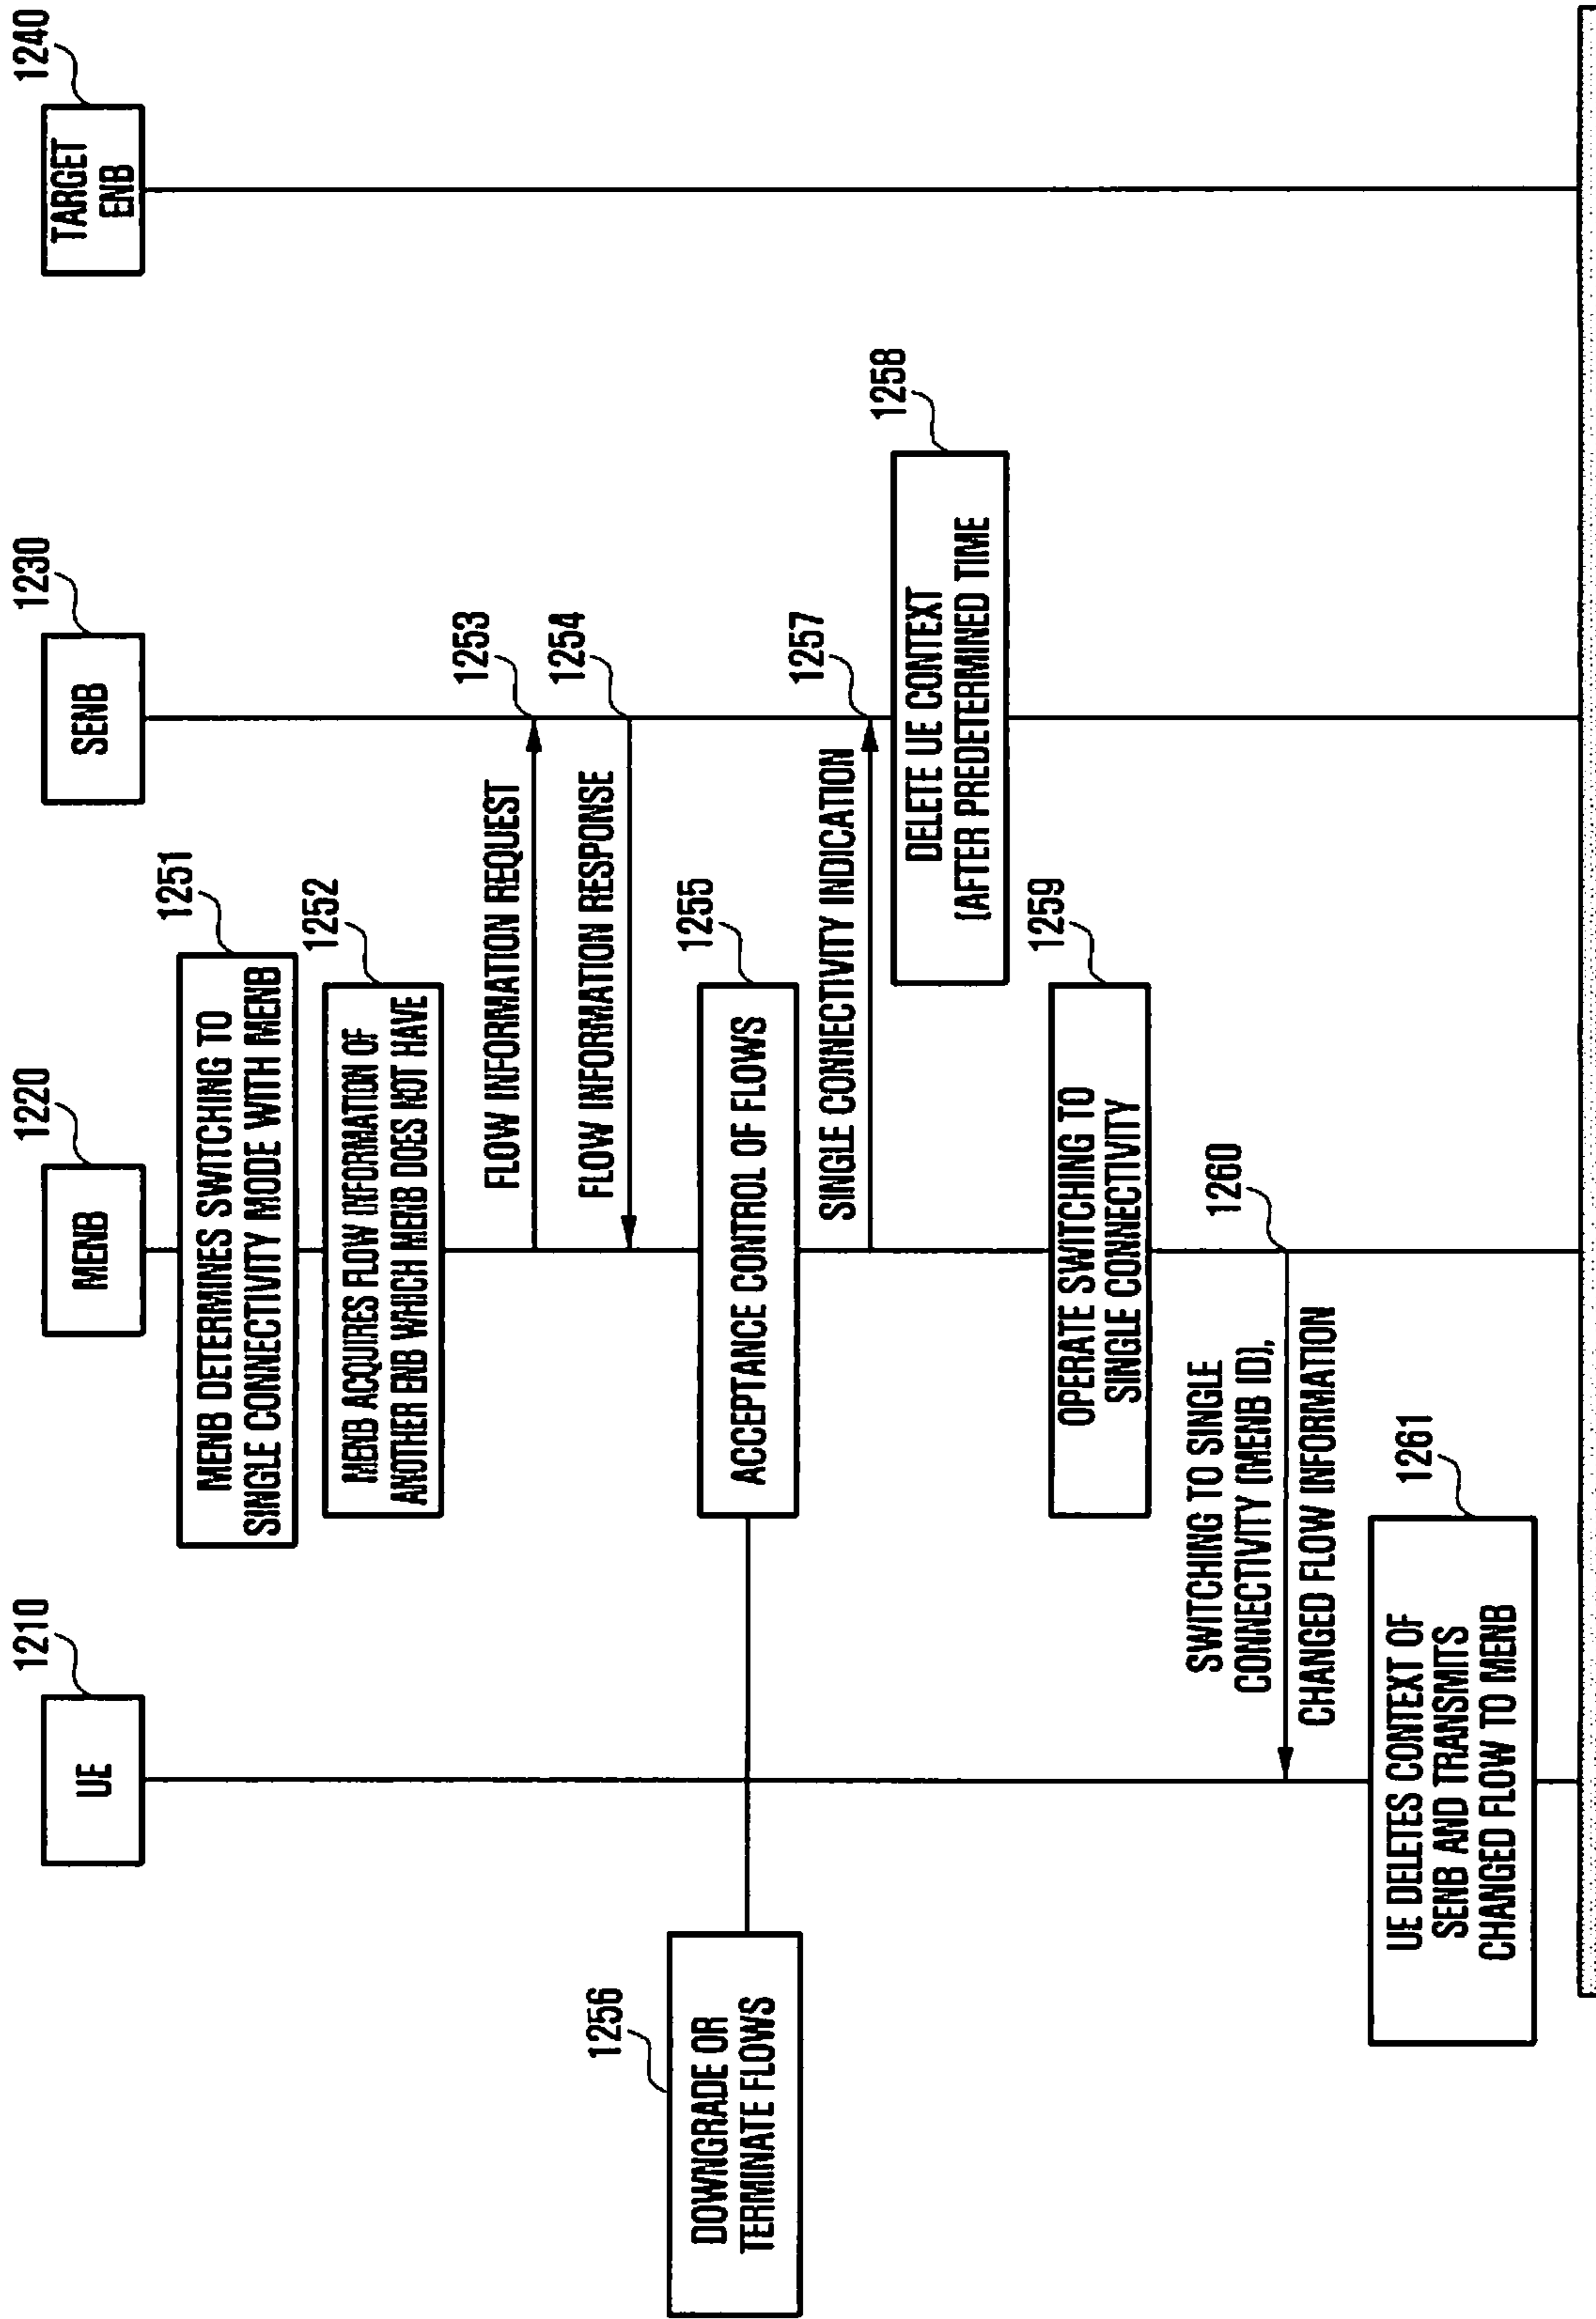 1210
UE
1220
MENB
1230
SENB
1240
TARGET
ENB
1251
MENB DETERMINES SWITCHING TO
SINGLE CONNECTIVITY MODE WITH MENB
1252
MENB ACQUIRES FLOW INFORMATION OF
ANOTHER ENB WHICH MENB DOES NOT HAVE
FLOW INFORMATION REQUEST
1253
FLOW INFORMATION RESPONSE
1254
1255
ACCEPTANCE CONTROL OF FLOWS
1256
DOWNGRADE OR
TERMINATE FLOWS
SINGLE CONNECTIVITY INDICATION
1257
1258
DELETE UE CONTEXT
(AFTER PREDETERMINED TIME
1259
OPERATE SWITCHING TO
SINGLE CONNECTIVITY
1260
SWITCHING TO SINGLE
CONNECTIVITY (MENB ID),
CHANGED FLOW INFORMATION
1261
UE DELETES CONTEXT OF
SENB AND TRANSMITS
CHANGED FLOW TO MENB